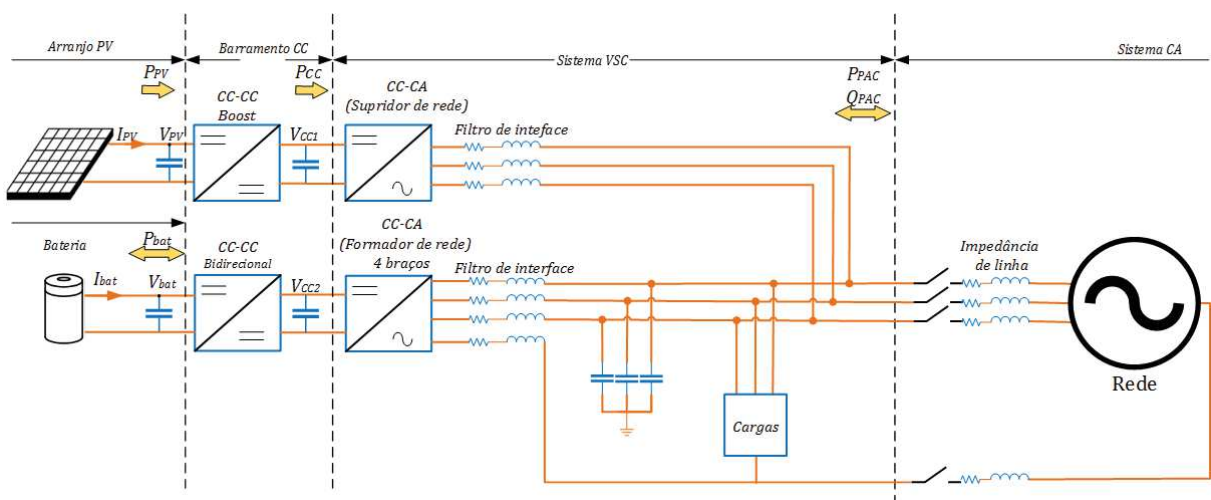 Arranjo PV
Barramento CC
Sistema VSC
Sistema CA
PPV
PCC
PPAC
QPAC
CC-CC
Boost
CC-CA
(Supridor de rede)
Filtro de inteface
IPV
VPV
VCC1
Bateria
Pbat
CC-CC
Bidirecional
CC-CA
(Formador de rede)
4 braços
Filtro de interface
Impedância
de linha
Ibat
Vbat
VCC2
Rede
Cargas